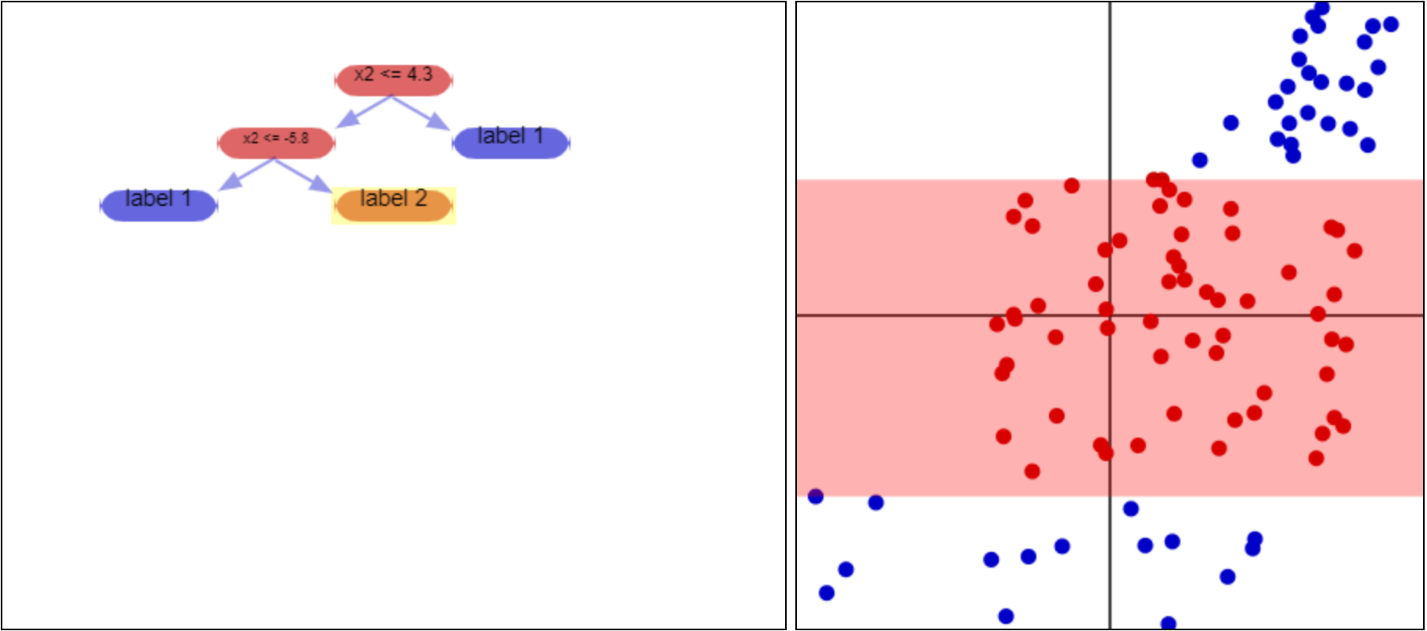 x2 <= 4.3
x2 <= -5.8
label 1
label 1
label 2